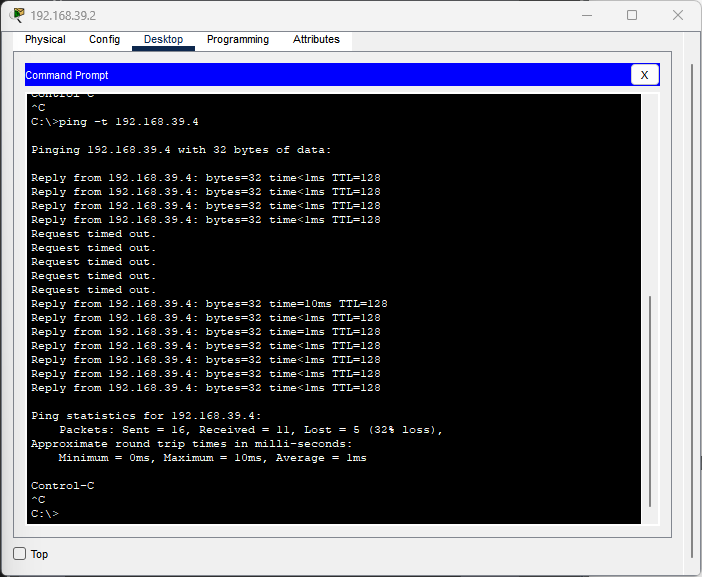 192.168.39.2
Physical Config Desktop Programming Attributes
Command Prompt X
Control-C
^C
C:\>ping -t 192.168.39.4
Pinging 192.168.39.4 with 32 bytes of data:
Reply from 192.168.39.4: bytes=32 time<1ms TTL=128
Reply from 192.168.39.4: bytes=32 time<1ms TTL=128
Reply from 192.168.39.4: bytes=32 time<1ms TTL=128
Reply from 192.168.39.4: bytes=32 time<1ms TTL=128
Request timed out.
Request timed out.
Request timed out.
Request timed out.
Request timed out.
Reply from 192.168.39.4: bytes=32 time=10ms TTL=128
Reply from 192.168.39.4: bytes=32 time<1ms TTL=128
Reply from 192.168.39.4: bytes=32 time=1ms TTL=128
Reply from 192.168.39.4: bytes=32 time<1ms TTL=128
Reply from 192.168.39.4: bytes=32 time<1ms TTL=128
Reply from 192.168.39.4: bytes=32 time<1ms TTL=128
Reply from 192.168.39.4: bytes=32 time<1ms TTL=128
Ping statistics for 192.168.39.4:
Packets: Sent = 16, Received = 11, Lost = 5 (32% loss),
Approximate round trip times in milli-seconds:
Minimum = 0ms, Maximum = 10ms, Average = 1ms
Control-C
^C
C:\>
Top